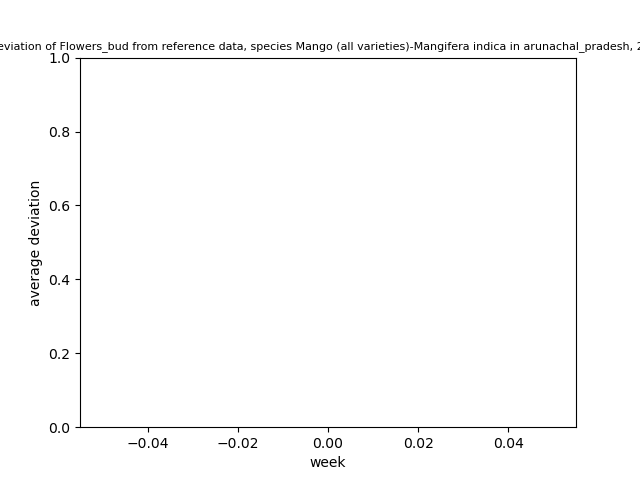 eviation of Flowers_bud from reference data, species Mango (all varieties)-Mangifera indica in arunachal_pradesh, 2
1.0
0.8
0.6
0.4
0.2
0.0
average deviation
−0.04 −0.02 0.00 0.02 0.04
week